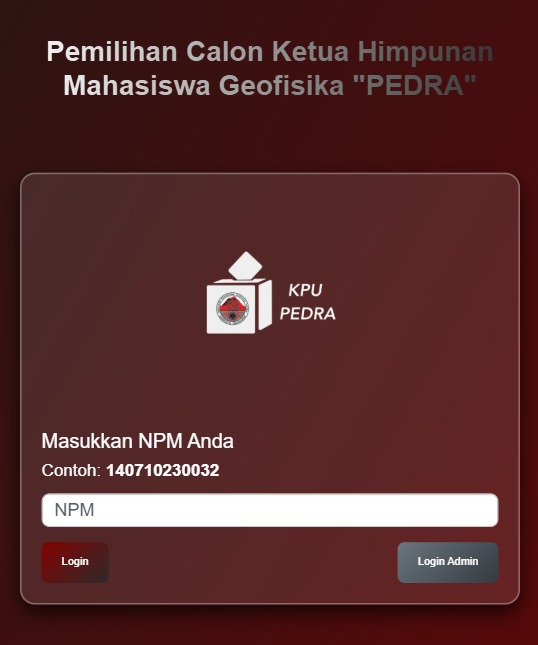 Pemilihan Calon Ketua Himpunan
Mahasiswa Geofisika "PEDRA"
KPU
PEDRA
Masukkan NPM Anda
Contoh: 140710230032
NPM
Login
Login Admin